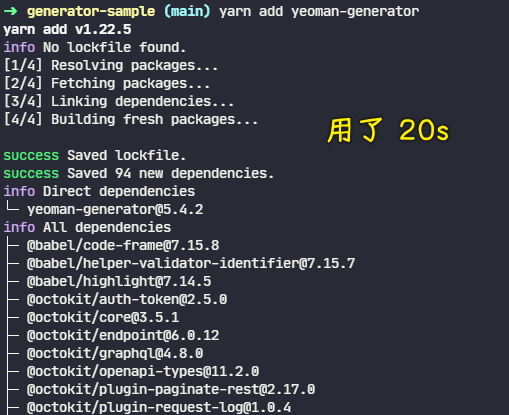 ➜ generator-sample (main) yarn add yeoman-generator
yarn add v1.22.5
info No lockfile found.
[1/4] Resolving packages...
[2/4] Fetching packages...
[3/4] Linking dependencies...
[4/4] Building fresh packages...
用了 20s
success Saved lockfile.
success Saved 94 new dependencies.
info Direct dependencies
└─ yeoman-generator@5.4.2
info All dependencies
├─ @babel/code-frame@7.15.8
├─ @babel/helper-validator-identifier@7.15.7
├─ @babel/highlight@7.14.5
├─ @octokit/auth-token@2.5.0
├─ @octokit/core@3.5.1
├─ @octokit/endpoint@6.0.12
├─ @octokit/graphql@4.8.0
├─ @octokit/openapi-types@11.2.0
├─ @octokit/plugin-paginate-rest@2.17.0
├─ @octokit/plugin-request-log@1.0.4